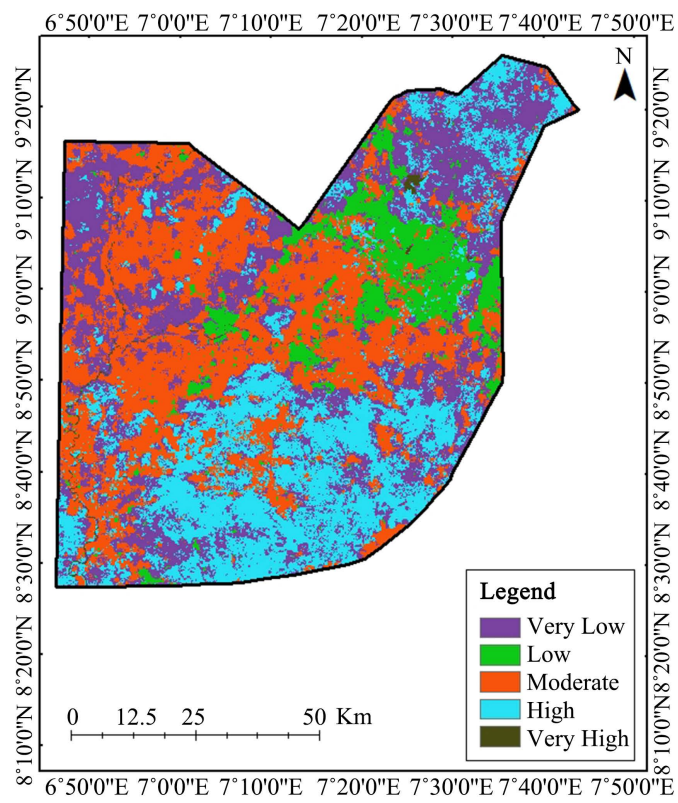 6°50'0"E 7°0'0"E 7°10'0"E 7°20'0"E 7°30'0"E 7°40'0"E 7°50'0"E
N
9°20'0"N 9°20'0"N
9°10'0"N 9°10'0"N
9°0'0"N 9°0'0"N
8°50'0"N 8°50'0"N
8°40'0"N 8°40'0"N
8°30'0"N 8°30'0"N
8°20'0"N 8°20'0"N
8°10'0"N 8°10'0"N
Legend
Very Low
Low
Moderate
High
Very High
0 12.5 25 50 Km
6°50'0"E 7°0'0"E 7°10'0"E 7°20'0"E 7°30'0"E 7°40'0"E 7°50'0"E